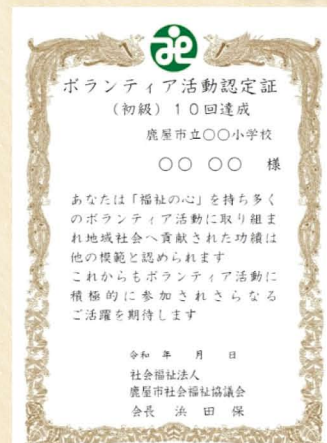 ボランティア活動認定証
（初級）１０回達成
鹿屋市立〇〇小学校
〇〇 〇〇 様
あなたは「福祉の心」を持ち多く
のボランティア活動に取り組ま
れ地域社会へ貢献された功績は
他の模範と認められます
これからもボランティア活動に
積極的に参加されさらなる
ご活躍を期待します
令和 年 月 日
社会福祉法人
鹿屋市社会福祉協議会
会長 浜田 保